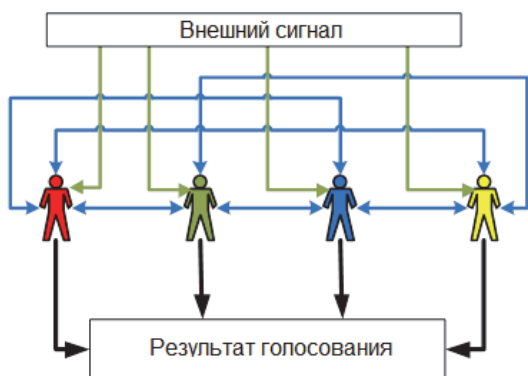 Внешний сигнал
Результат голосования